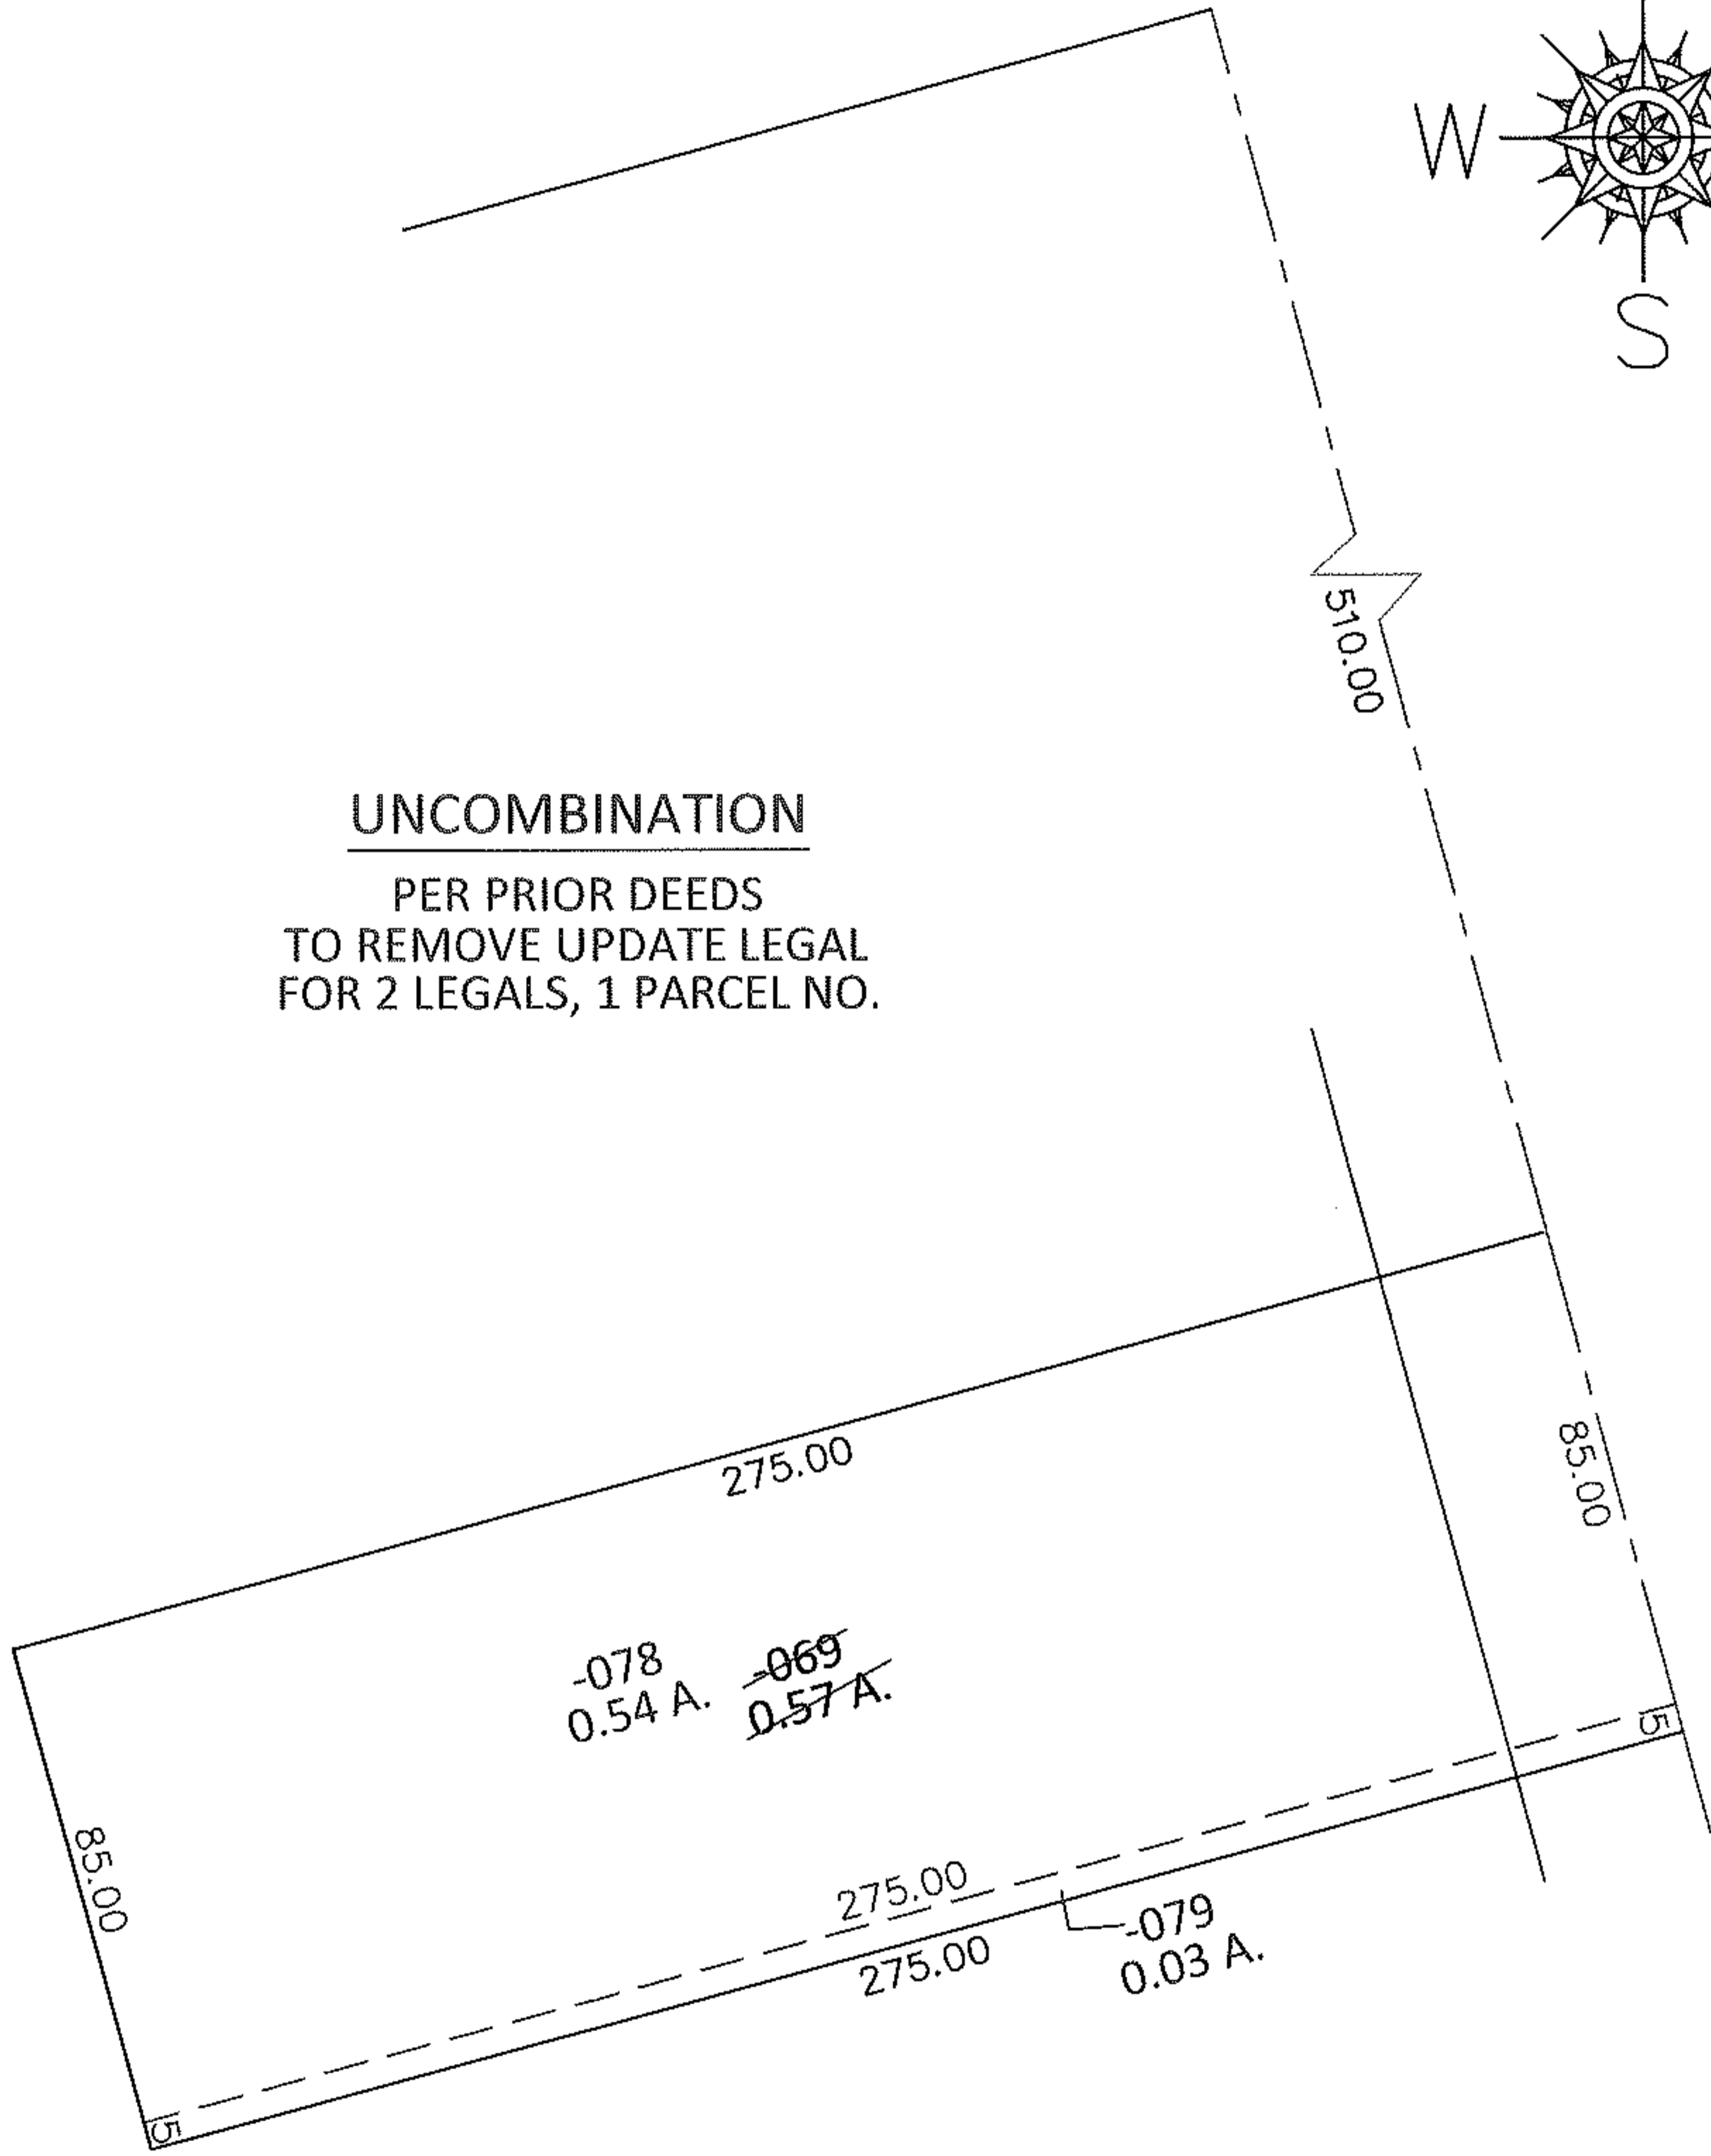 W
S
510.00
UNCOMBINATION
PER PRIOR DEEDS
TO REMOVE UPDATE LEGAL
FOR 2 LEGALS, 1 PARCEL NO.
275.00
85.00
-078
0.54 A.
-069
0.57 A.
5
85.00
275.00
275.00
-079
0.03 A.
5